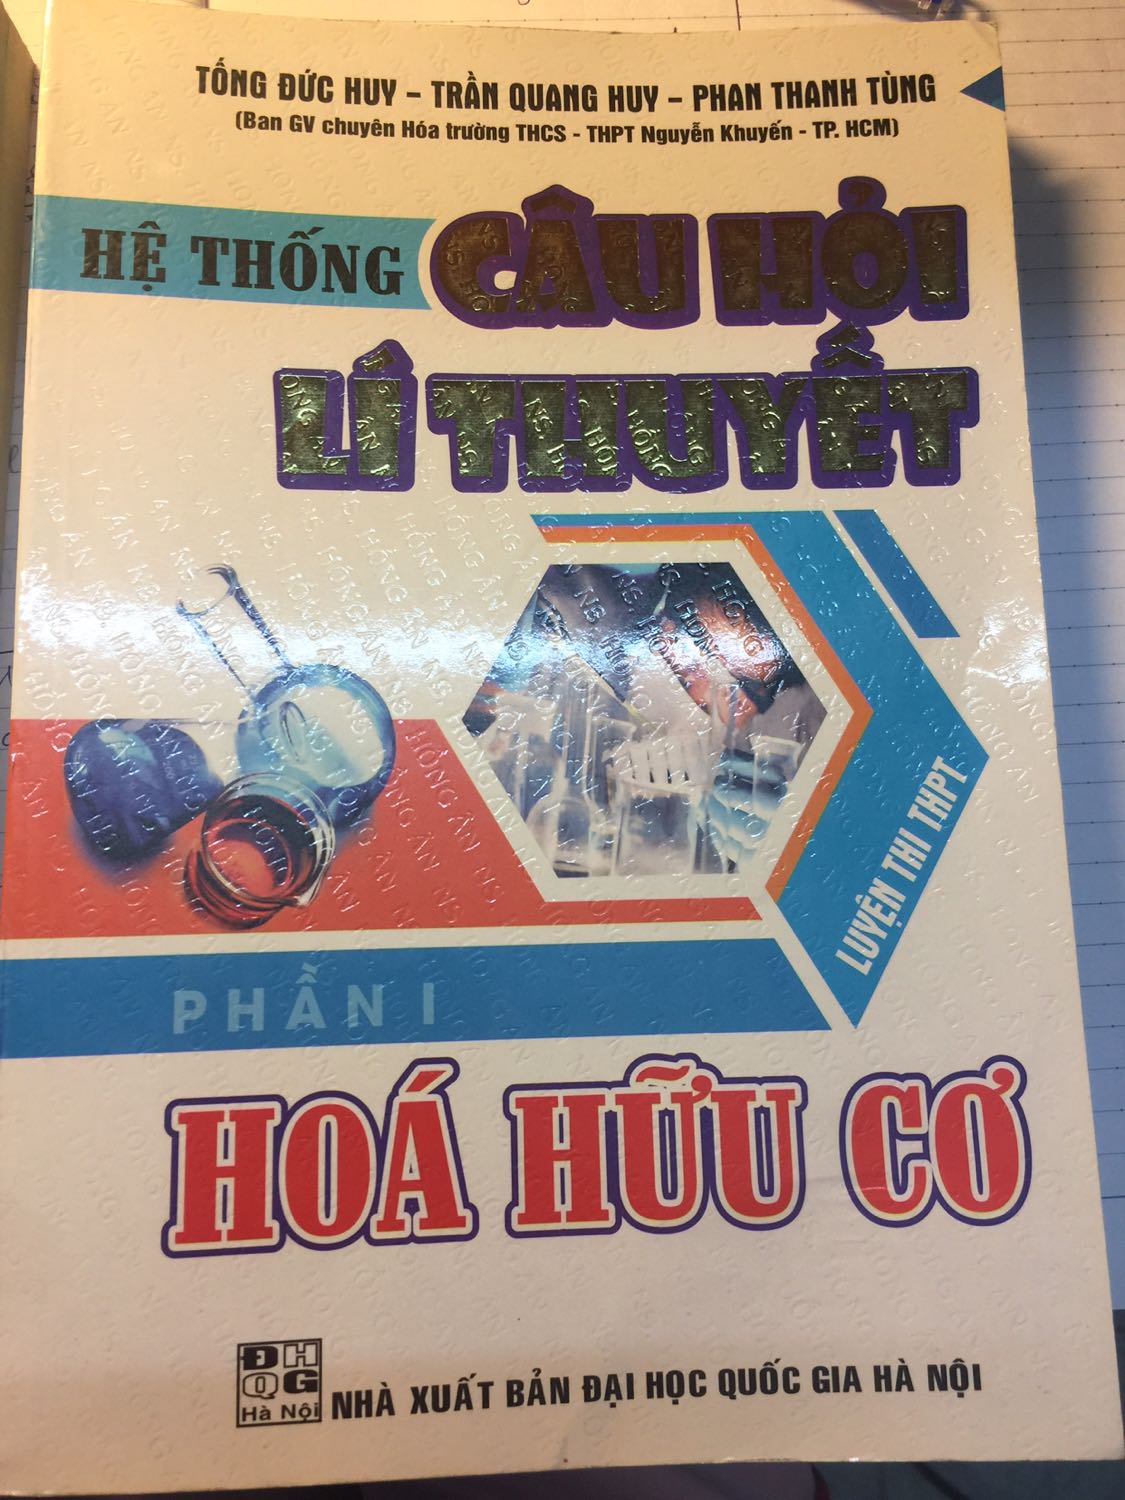 TỐNG ĐỨC HUY – TRẦN QUANG HUY – PHAN THANH TÙNG
(Ban GV chuyên Hóa trường THCS - THPT Nguyễn Khuyến - TP. HCM)
HỆ THỐNG CÂU HỎI
LÍ THUYẾT
LUYỆN THI THPT
PHẦN I
HOÁ HỮU CƠ
ĐH
QG
Hà Nội
NHÀ XUẤT BẢN ĐẠI HỌC QUỐC GIA HÀ NỘI